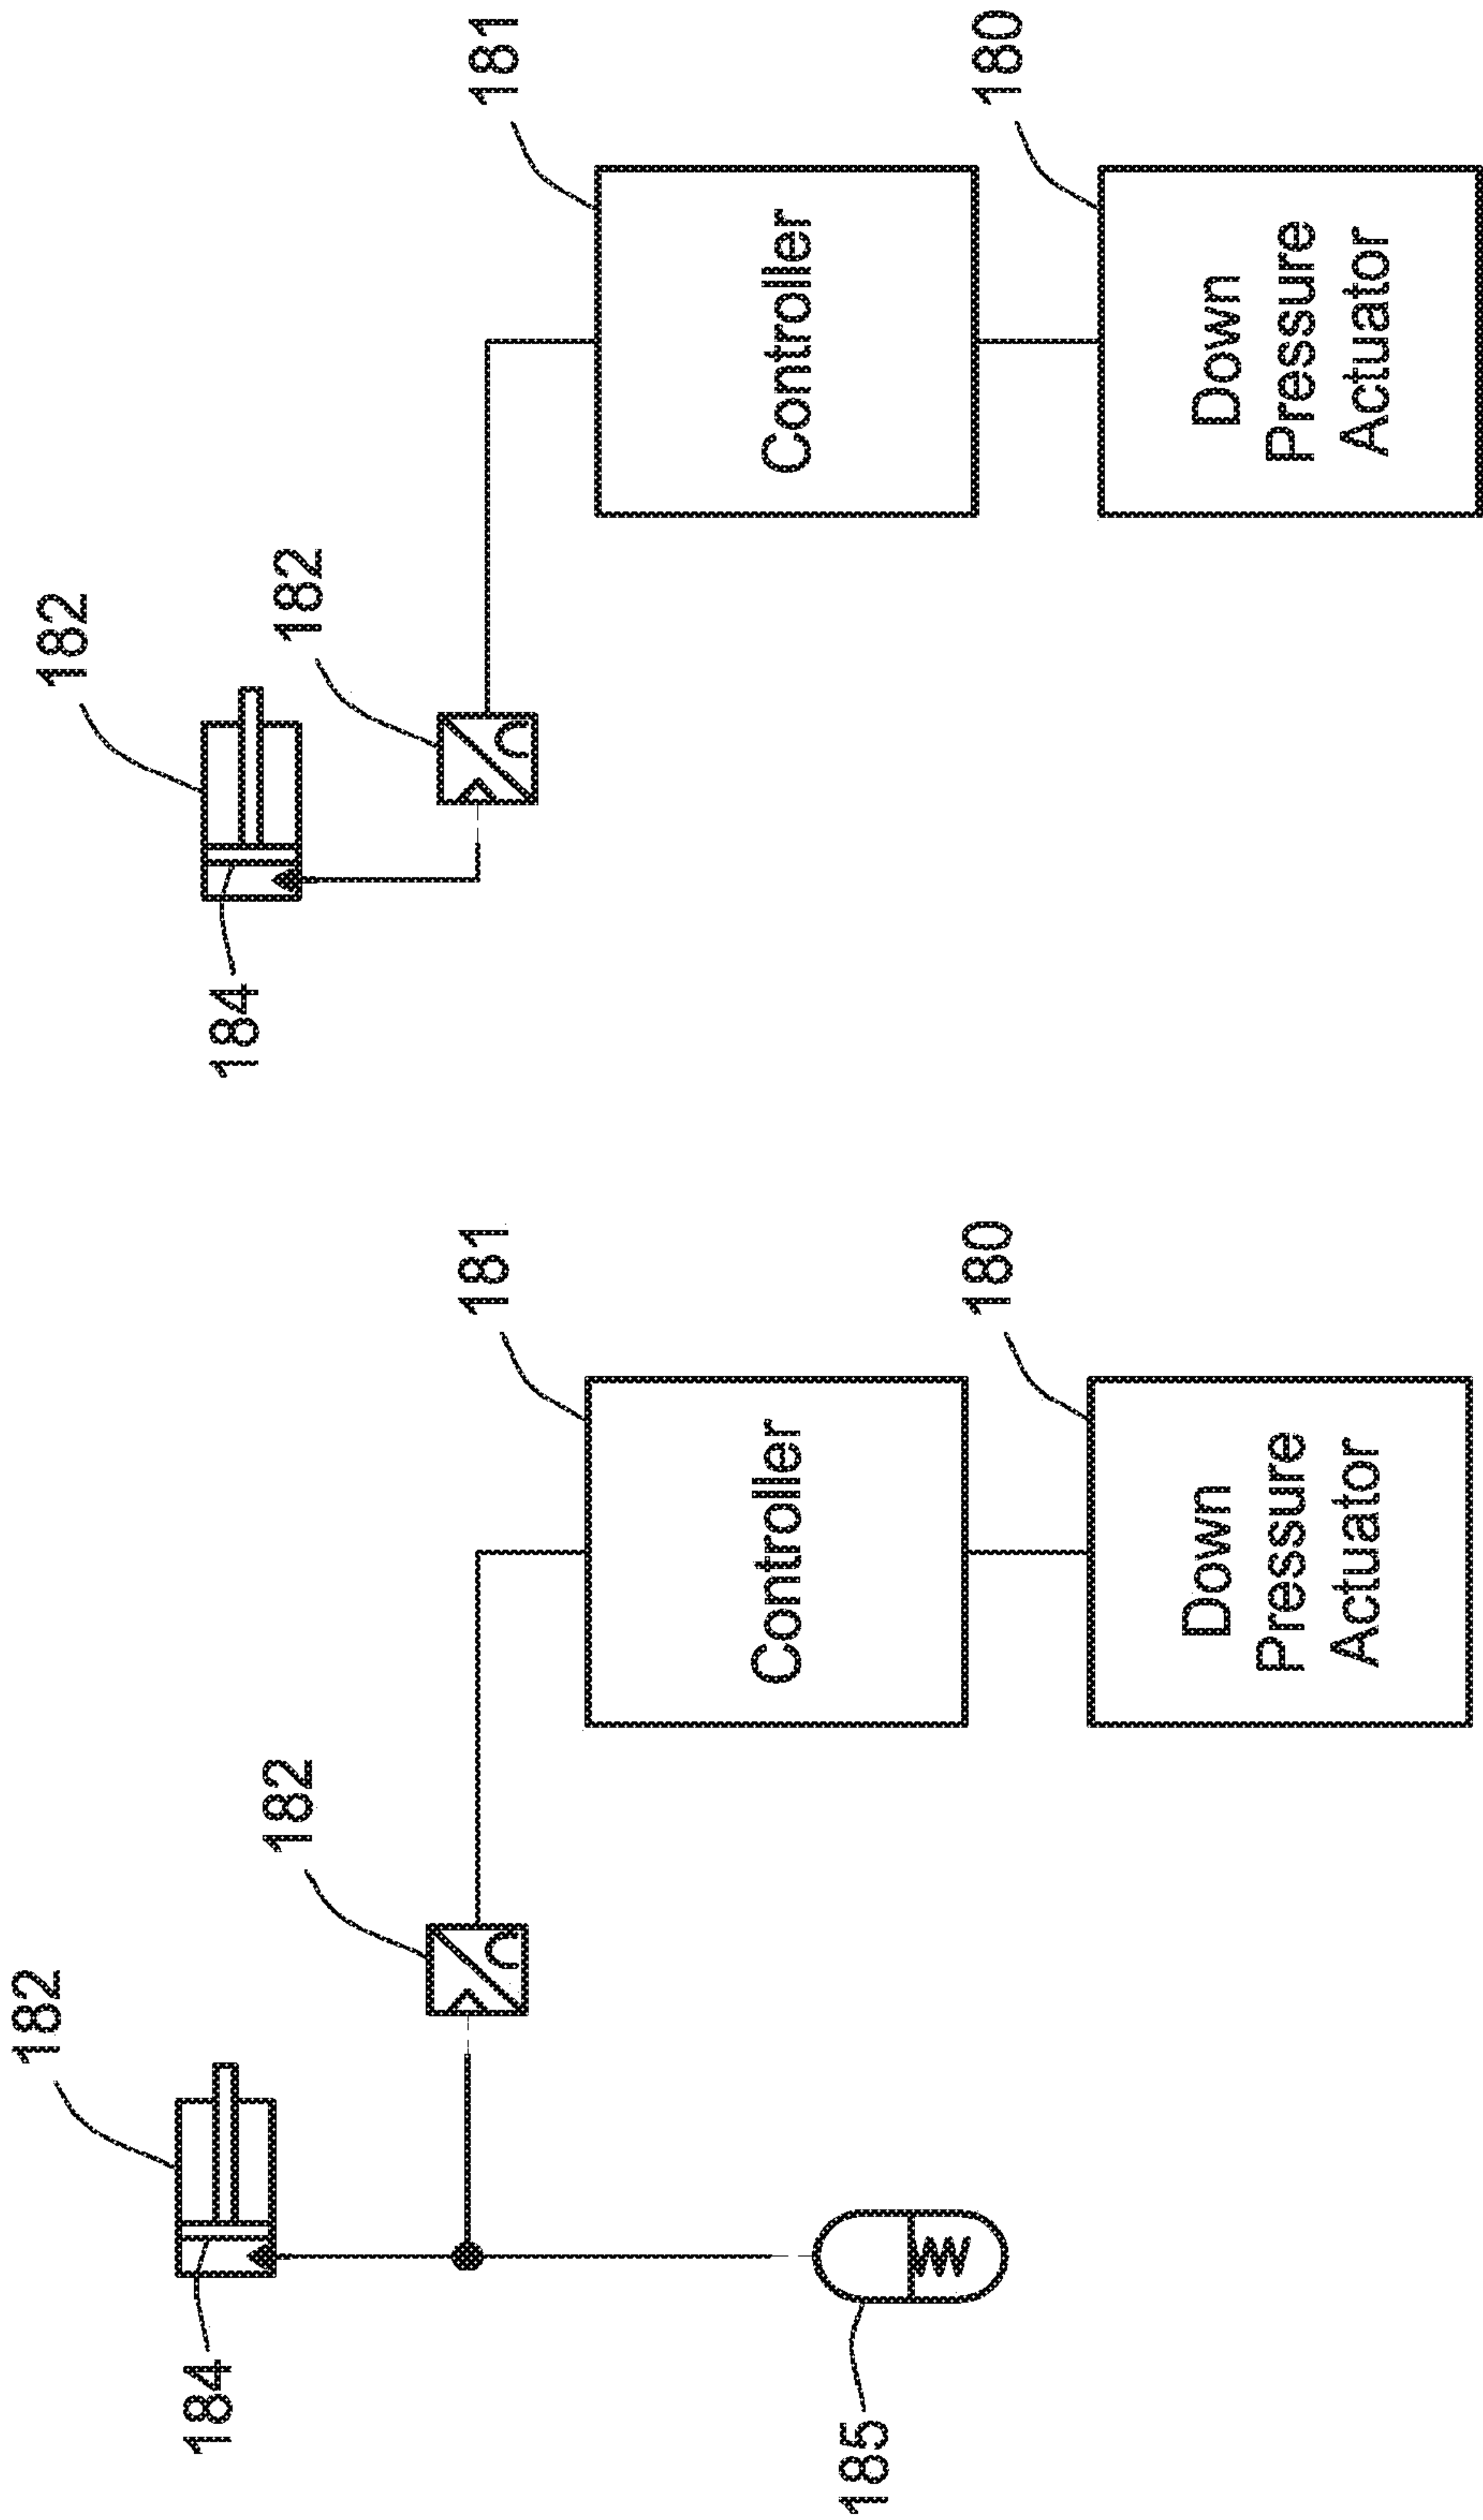 182
184
182
181
Controller
185
180
Down
Pressure
Actuator
182
184
182
181
Controller
180
Down
Pressure
Actuator